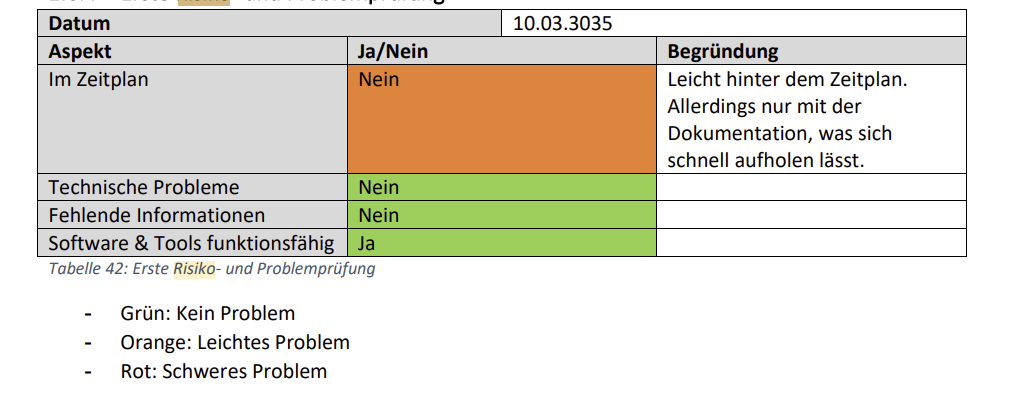 Datum 10.03.3035
Aspekt Ja/Nein Begründung
Im Zeitplan Nein Leicht hinter dem Zeitplan.
Allerdings nur mit der
Dokumentation, was sich
schnell aufholen lässt.
Technische Probleme Nein
Fehlende Informationen Nein
Software & Tools funktionsfähig Ja
Tabelle 42: Erste Risiko- und Problemprüfung
- Grün: Kein Problem
- Orange: Leichtes Problem
- Rot: Schweres Problem